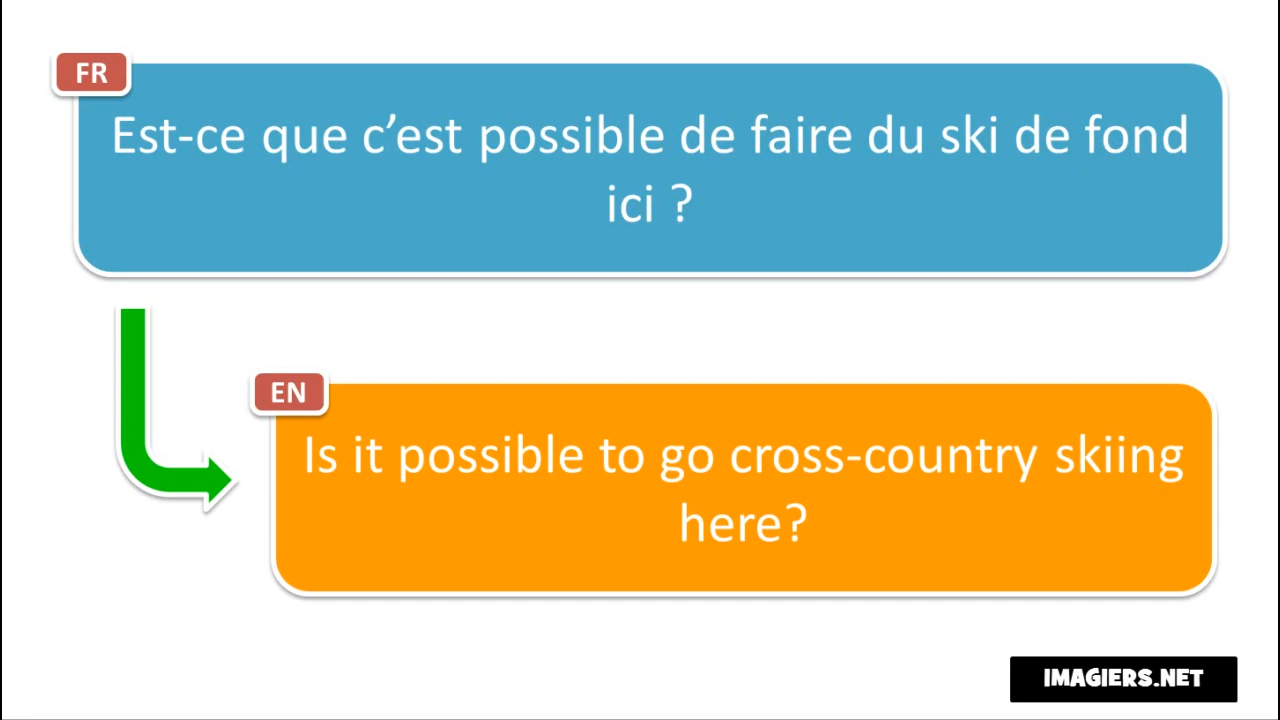 FR
Est-ce que c’est possible de faire du ski de fond
ici ?
EN
Is it possible to go cross-country skiing
here?
IMAGIERS.NET